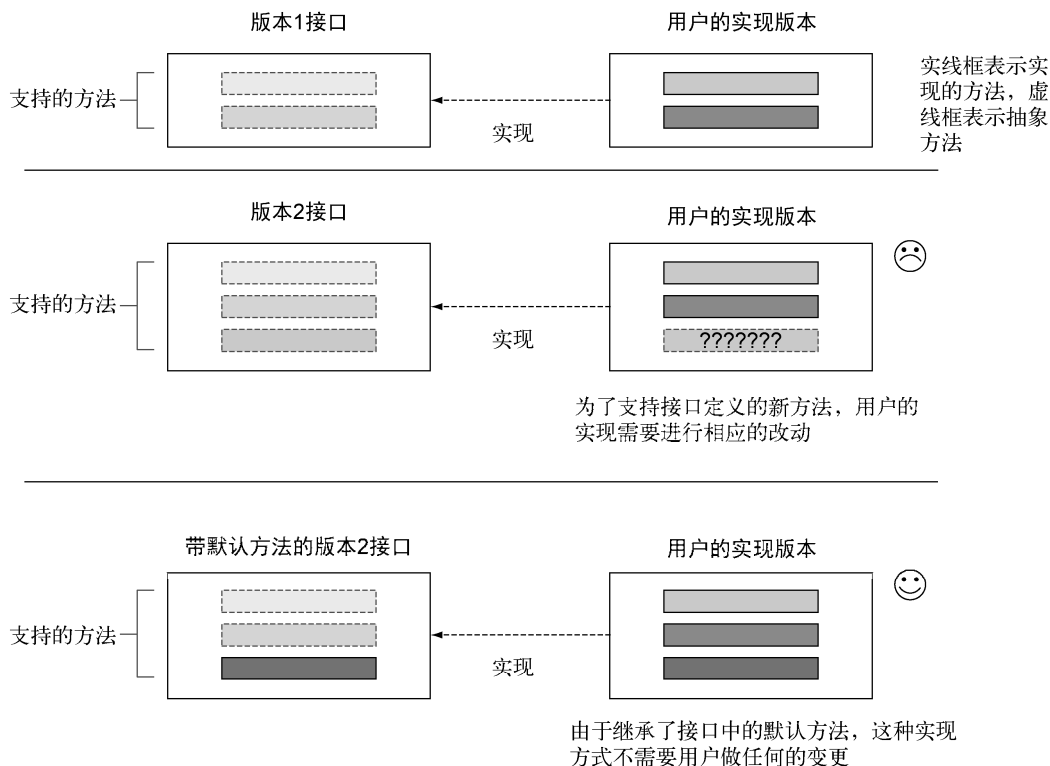 版本1接口
用户的实现版本
支持的方法
实现
实线框表示实
现的方法，虚
线框表示抽象
方法
版本2接口
用户的实现版本
支持的方法
实现
???????
为了支持接口定义的新方法，用户的
实现需要进行相应的改动
带默认方法的版本2接口
用户的实现版本
支持的方法
实现
由于继承了接口中的默认方法，这种实现
方式不需要用户做任何的变更